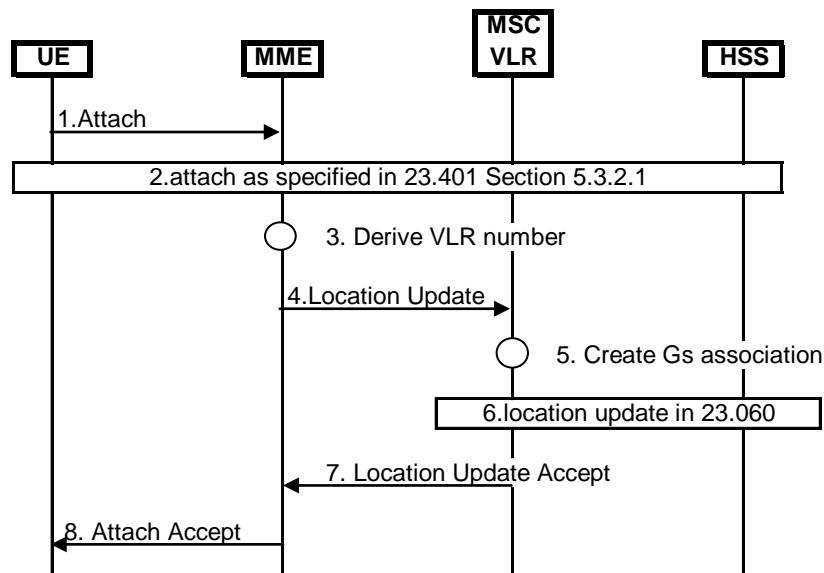 UE
MME
MSC
VLR
HSS
1.Attach
2.attach as specified in 23.401 Section 5.3.2.1
3. Derive VLR number
4.Location Update
5. Create Gs association
6.location update in 23.060
7. Location Update Accept
8. Attach Accept